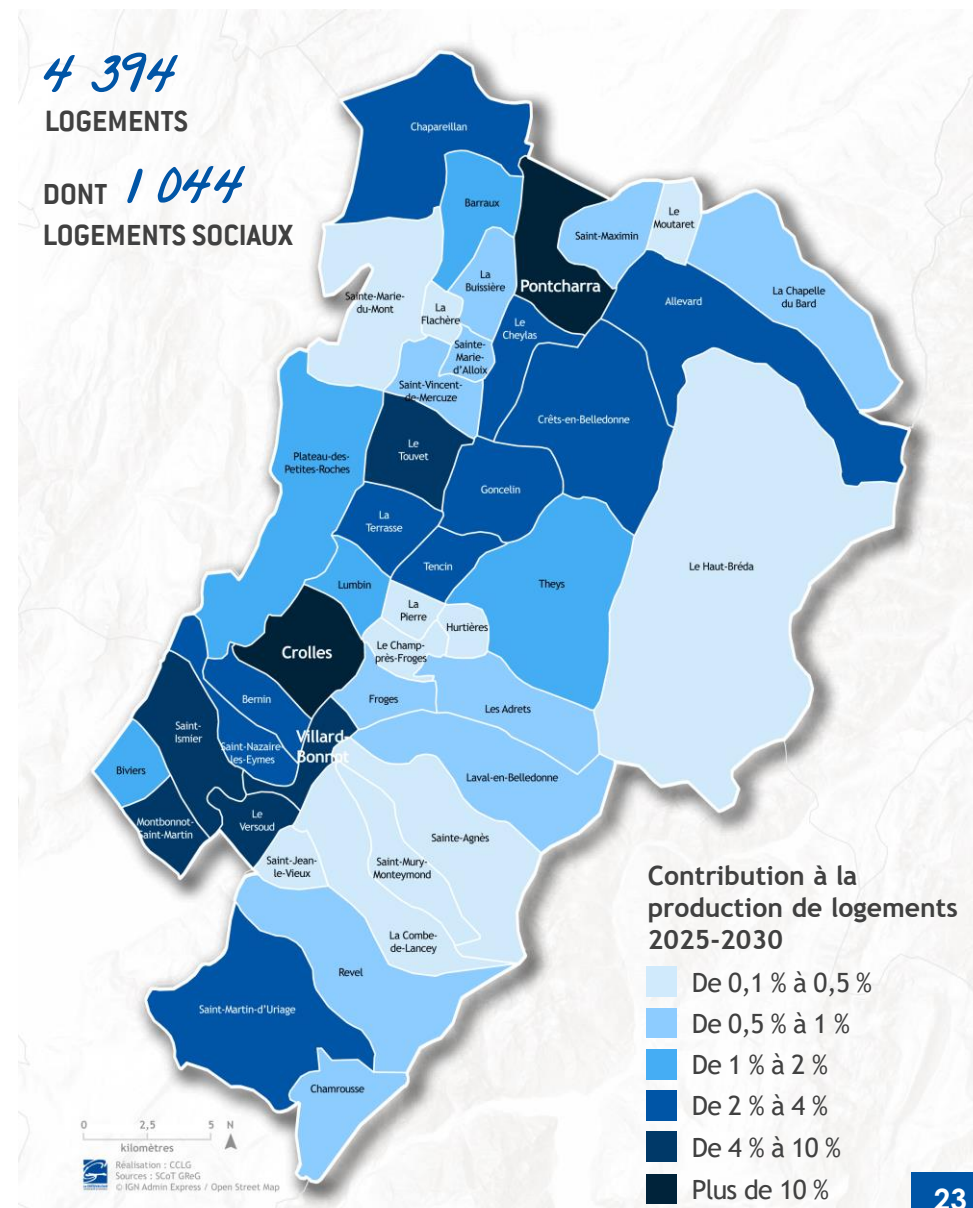 4 394
LOGEMENTS
DONT 1 044
LOGEMENTS SOCIAUX
Chapareillan
Barraux
Le
Moutaret
Saint-Maximin
La
Buissière
Pontcharra
La Chapelle
du Bard
Allevard
Sainte-Marie-
du-Mont
La
Flachère
Le
Cheylas
Sainte-
Marie-
d'Alloix
Saint-Vincent-
de-Mercuze
Crêts-en-Belledonne
Le
Touvet
Plateau-des-
Petites-Roches
Goncelin
La
Terrasse
Tencin
Le Haut-Bréda
Lumbin
Theys
La
Pierre
Hurtières
Crolles
Le Champ-
près-Froges
Bernin
Froges
Les Adrets
Saint-
Ismier
Villard-
Bonnot
Saint-Nazaire-
les-Eymes
Biviers
Laval-en-Belledonne
Montbonnot-
Saint-Martin
Le
Versoud
Sainte-Agnès
Saint-Jean-
le-Vieux
Saint-Mury-
Monteymond
La Combe-
de-Lancey
Revel
Saint-Martin-d'Uriage
Chamrousse
Contribution à la
production de logements
2025-2030
De 0,1 % à 0,5 %
De 0,5 % à 1 %
De 1 % à 2 %
De 2 % à 4 %
De 4 % à 10 %
Plus de 10 %
0 2,5 5 N
kilomètres
Réalisation : CCLG
Sources : SCoT GReG
© IGN Admin Express / Open Street Map
23